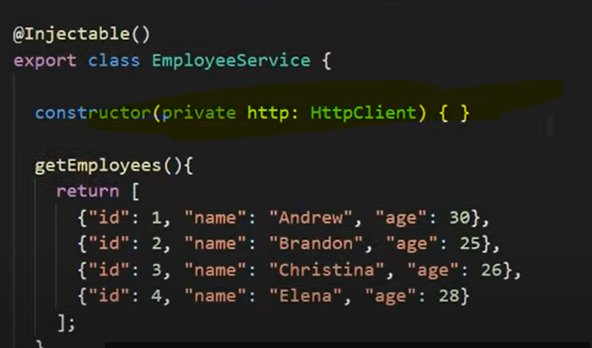 @Injectable()
export class EmployeeService {
constructor(private http: HttpClient) { }
getEmployees(){
return [
{"id": 1, "name": "Andrew", "age": 30},
{"id": 2, "name": "Brandon", "age": 25},
{"id": 3, "name": "Christina", "age": 26},
{"id": 4, "name": "Elena", "age": 28}
];
}